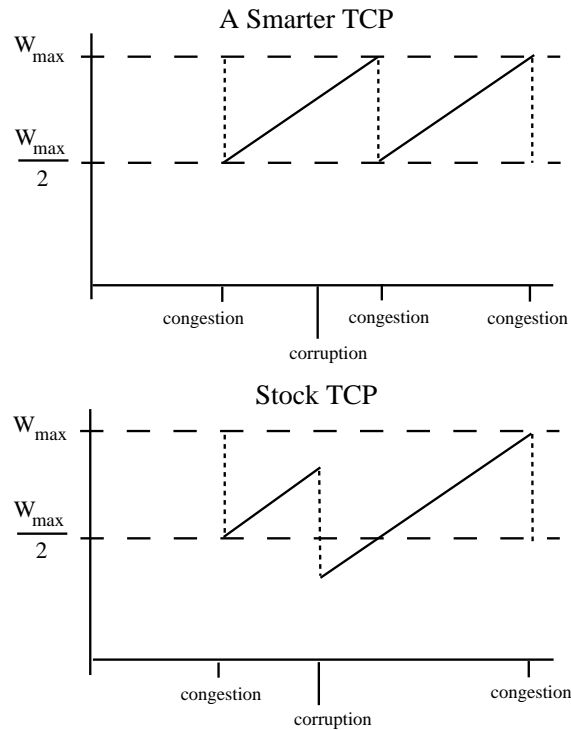 A Smarter TCP
W max
W max
2
congestion congestion congestion
corruption
Stock TCP
W max
W max
2
congestion congestion
corruption